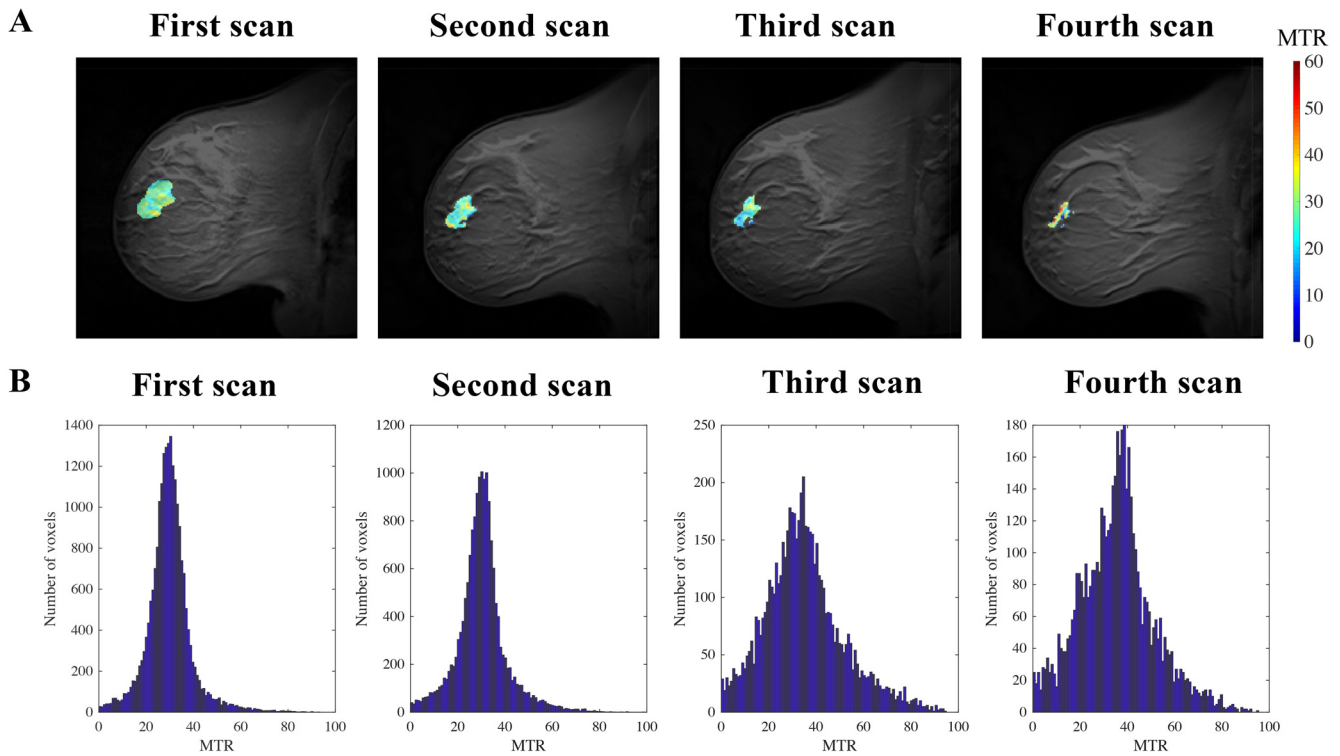 A
First scan
Second scan
Third scan
Fourth scan
MTR
60
50
40
30
20
10
0
B
First scan
Second scan
Third scan
Fourth scan
Number of voxels
1400
1200
1000
800
600
400
200
0
0 20 40 60 80 100
MTR
Number of voxels
1200
1000
800
600
400
200
0
0 20 40 60 80 100
MTR
Number of voxels
250
200
150
100
50
0
0 20 40 60 80 100
MTR
Number of voxels
180
160
140
120
100
80
60
40
20
0
0 20 40 60 80 100
MTR